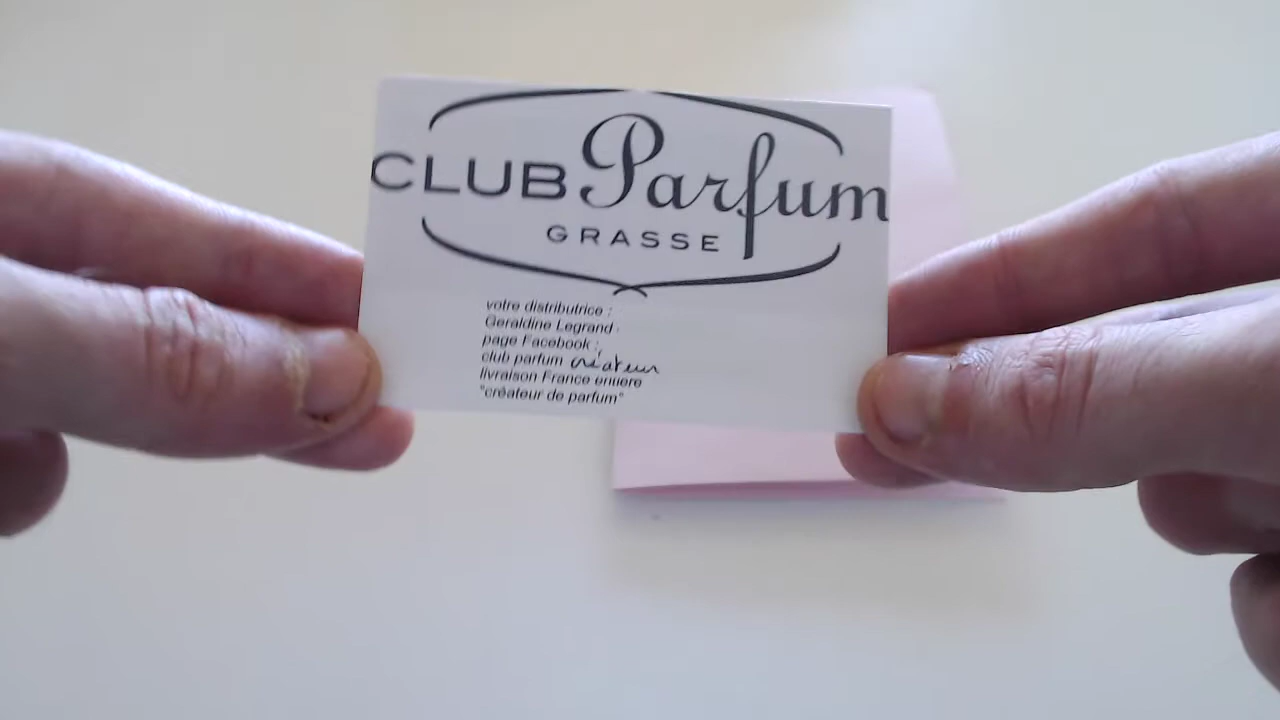 CLUB Parfum
GRASSE
votre distributrice :
Geraldine Legrand
page Facebook :
club parfum créateur
livraison France entiere
"créateur de parfum"